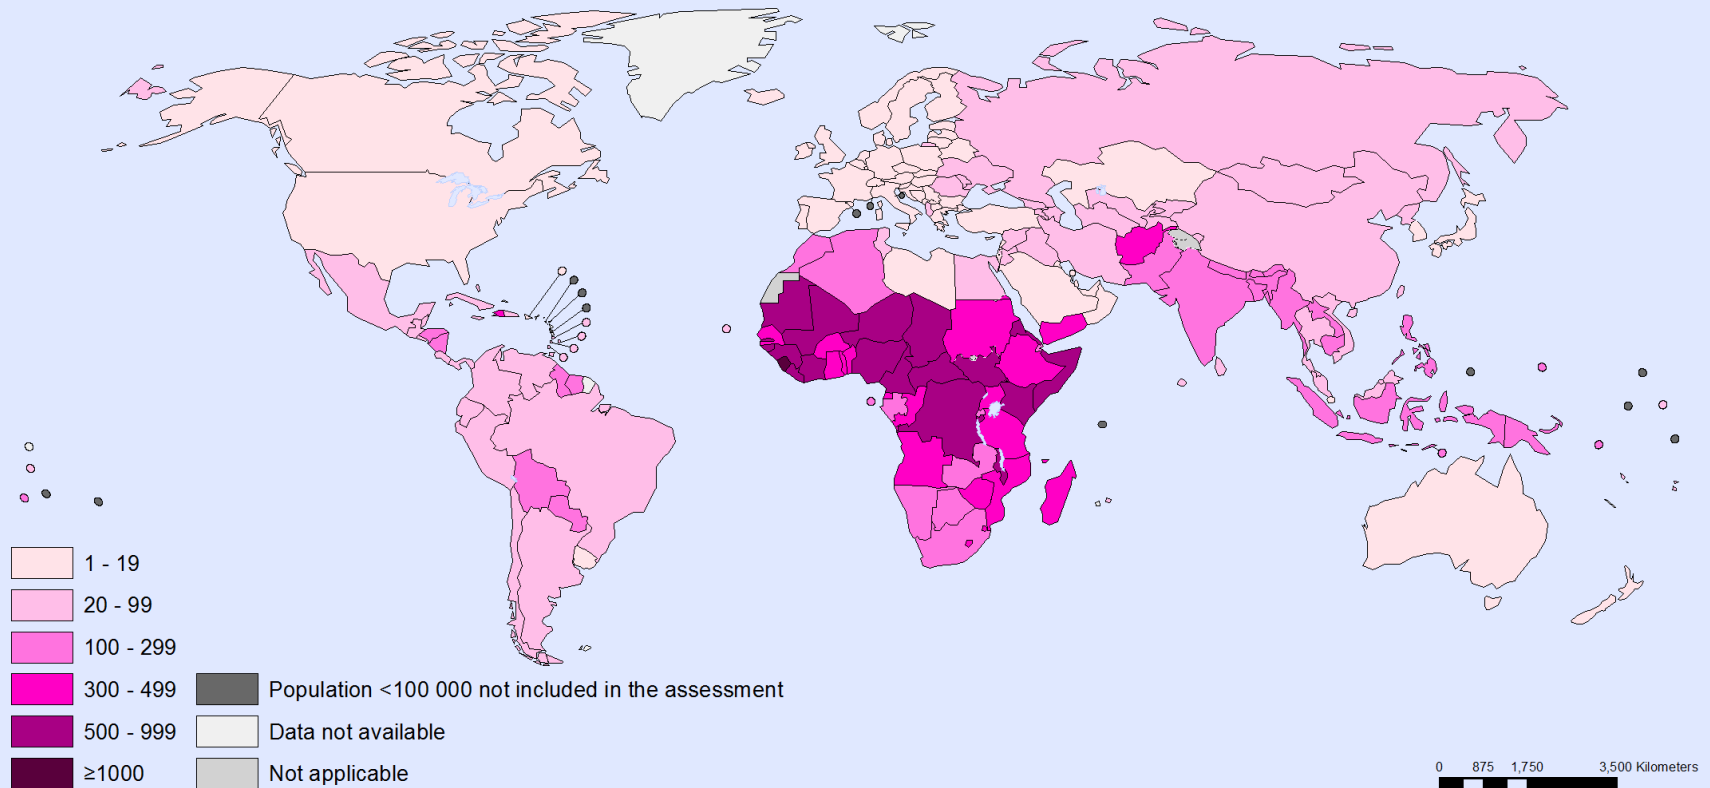 1 - 19
20 - 99
100 - 299
300 - 499
500 - 999
≥1000
Population <100 000 not included in the assessment
Data not available
Not applicable
0 875 1,750 3,500 Kilometers